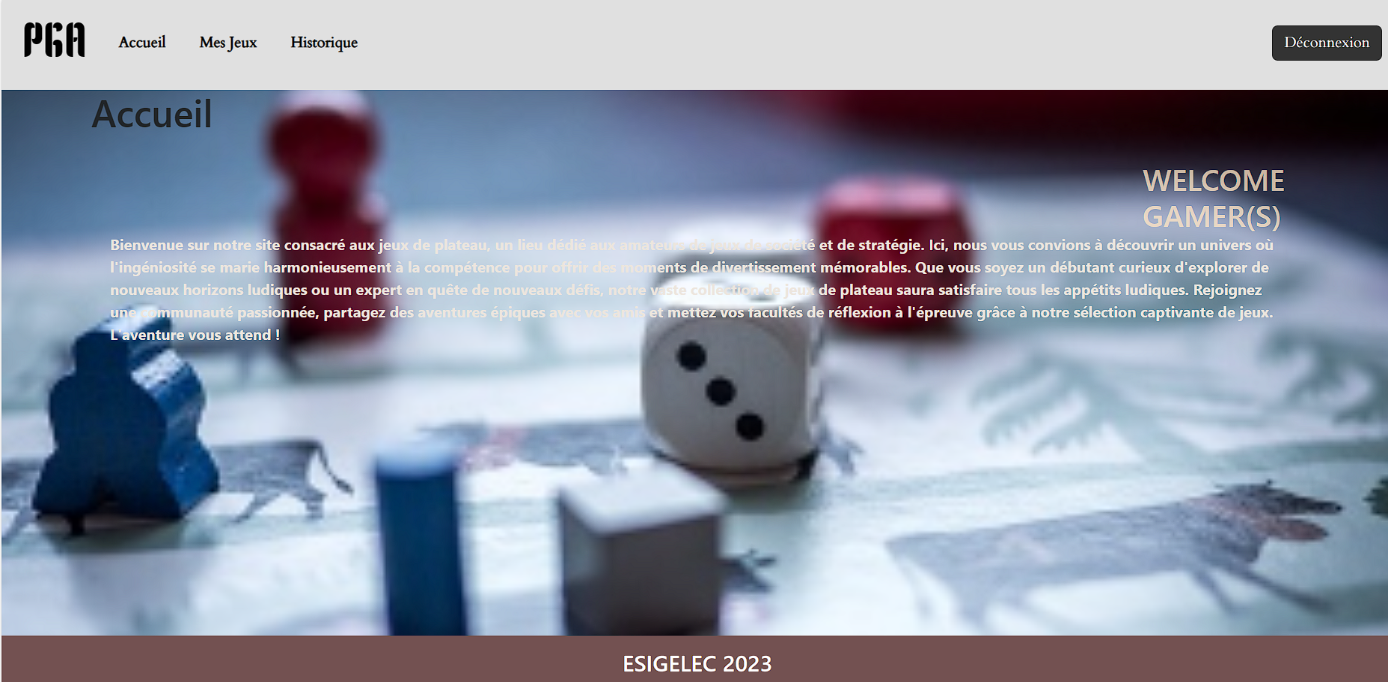 PGA
Accueil
Mes Jeux
Historique
Déconnexion
Accueil
WELCOME
GAMER(S)
Bienvenue sur notre site consacré aux jeux de plateau, un lieu dédié aux amateurs de jeux de société et de stratégie. Ici, nous vous convions à découvrir un univers où
l'ingéniosité se marie harmonieusement à la compétence pour offrir des moments de divertissement mémorables. Que vous soyez un débutant curieux d'explorer de
nouveaux horizons ludiques ou un expert en quête de nouveaux défis, notre vaste collection de jeux de plateau saura satisfaire tous les appétits ludiques. Rejoignez
une communauté passionnée, partagez des aventures épiques avec vos amis et mettez vos facultés de réflexion à l'épreuve grâce à notre sélection captivante de jeux.
L'aventure vous attend !
ESIGELEC 2023